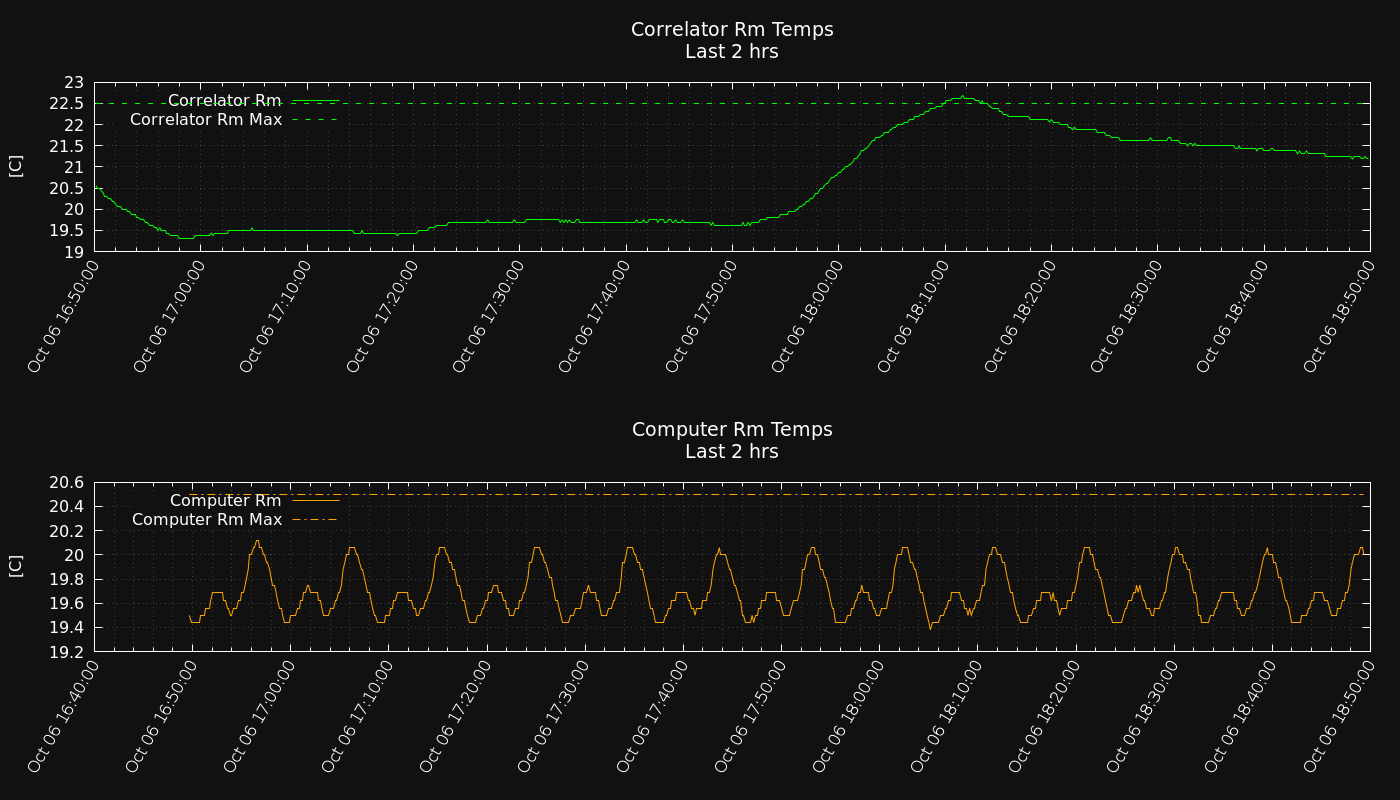 Correlator Rm Temps
Last 2 hrs
23
22.5
22
21.5
21
20.5
20
19.5
19
[C]
Correlator Rm
Correlator Rm Max
Oct 06 16:50:00
Oct 06 17:00:00
Oct 06 17:10:00
Oct 06 17:20:00
Oct 06 17:30:00
Oct 06 17:40:00
Oct 06 17:50:00
Oct 06 18:00:00
Oct 06 18:10:00
Oct 06 18:20:00
Oct 06 18:30:00
Oct 06 18:40:00
Oct 06 18:50:00
Computer Rm Temps
Last 2 hrs
20.6
20.4
20.2
20
19.8
19.6
19.4
19.2
[C]
Computer Rm
Computer Rm Max
Oct 06 16:40:00
Oct 06 16:50:00
Oct 06 17:00:00
Oct 06 17:10:00
Oct 06 17:20:00
Oct 06 17:30:00
Oct 06 17:40:00
Oct 06 17:50:00
Oct 06 18:00:00
Oct 06 18:10:00
Oct 06 18:20:00
Oct 06 18:30:00
Oct 06 18:40:00
Oct 06 18:50:00